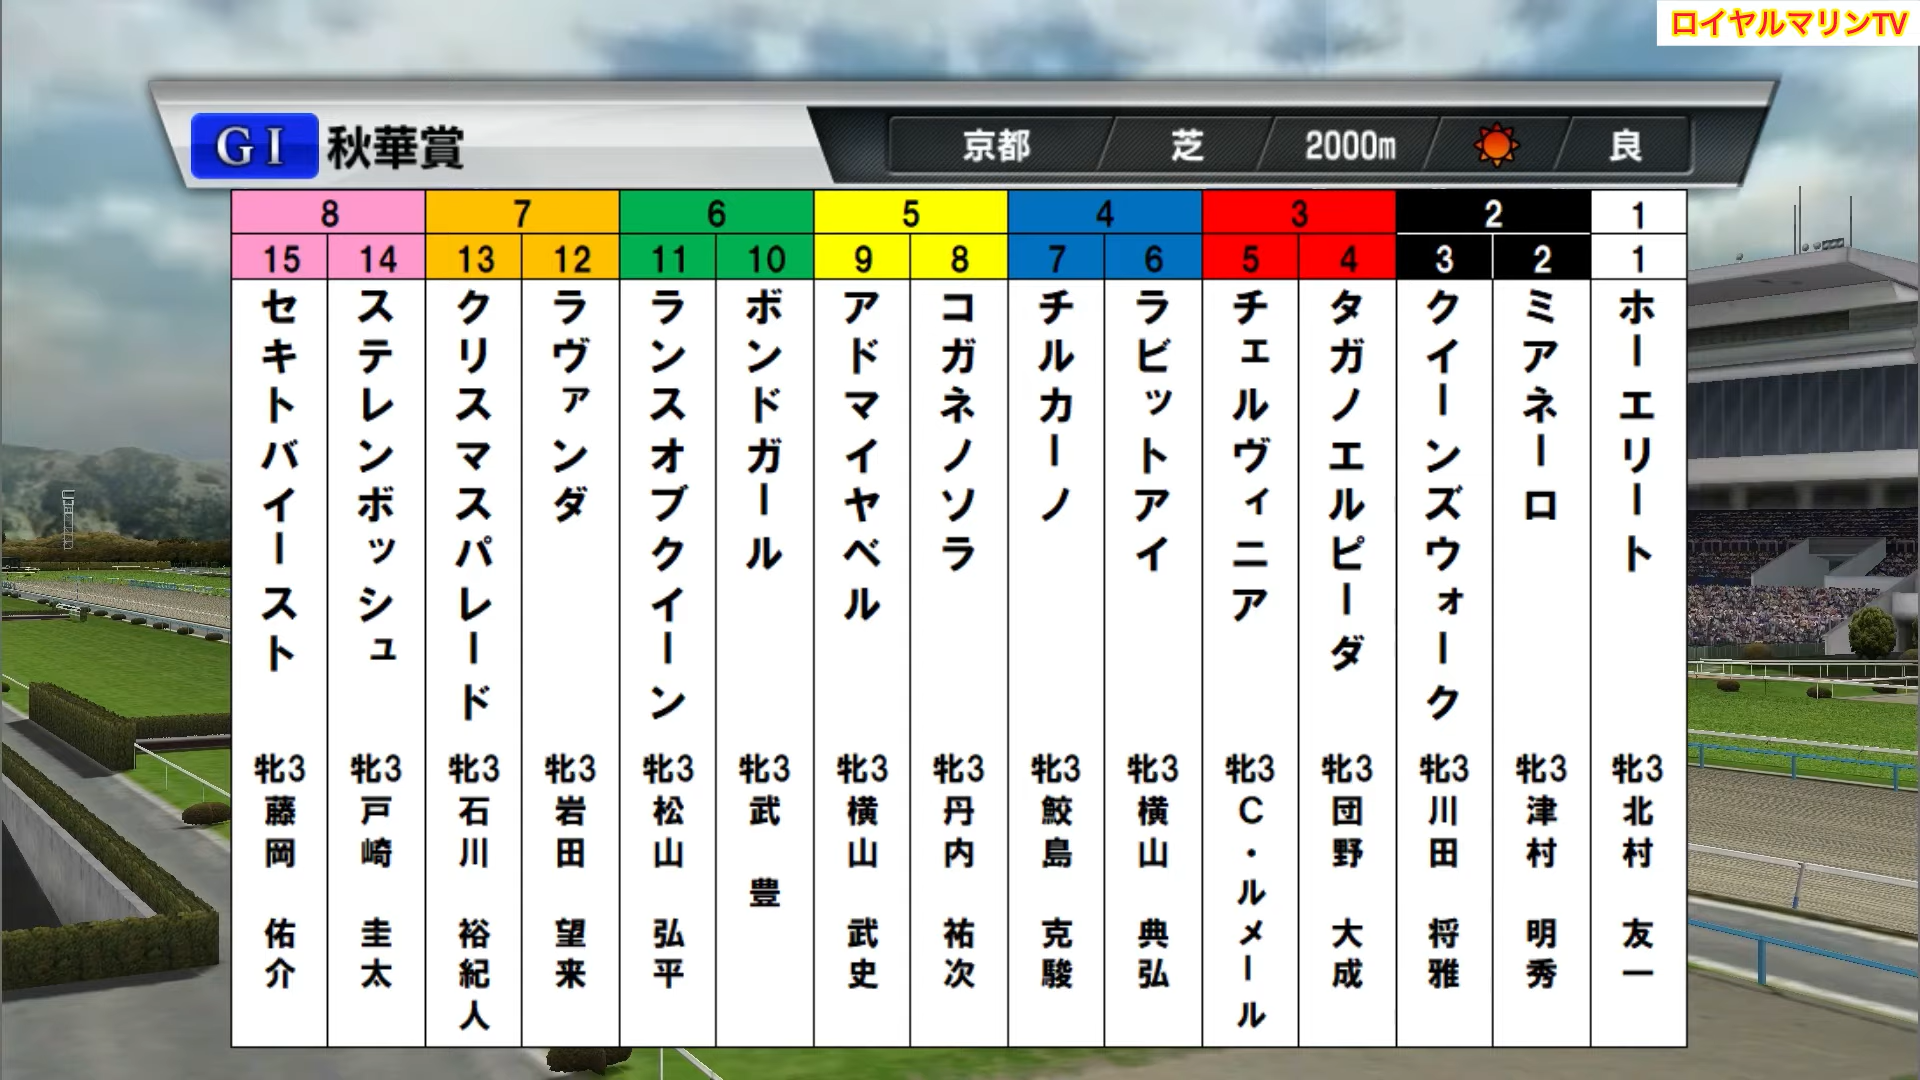 ロイヤルマリンTV
GI 秋華賞
京都 芝 2000m 良
1 2 3 4 5 6 7 8
1 ホーエリート 牝3 北村 友一
2 ミアネーロ 牝3 津村 明秀
3 クイーンズウォーク 牝3 川田 将雅
4 タガノエルピーダ 牝3 団野 大成
5 チェルヴィニア 牝3 C・ルメール
6 ラビットアイ 牝3 横山 典弘
7 チルカーノ 牝3 鮫島 克駿
8 コガネノソラ 牝3 丹内 祐次
9 アドマイヤベル 牝3 横山 武史
10 ボンドガール 牝3 武 豊
11 ランスオブクイーン 牝3 松山 弘平
12 ラヴァンダ 牝3 岩田 望来
13 クリスマスパレード 牝3 石川 裕紀人
14 ステレンボッシュ 牝3 戸崎 圭太
15 セキトバイースト 牝3 藤岡 佑介